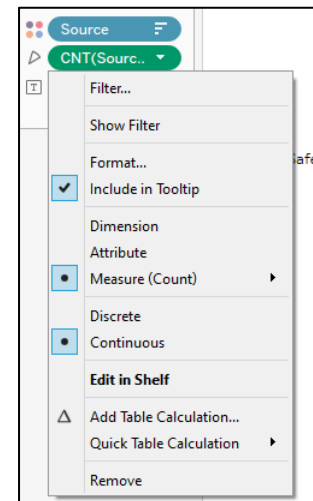 Source
CNT(Sourc..
T
Filter...
Show Filter
Format...
Include in Tooltip
Dimension
Attribute
Measure (Count)
Discrete
Continuous
Edit in Shelf
Add Table Calculation...
Quick Table Calculation
Remove